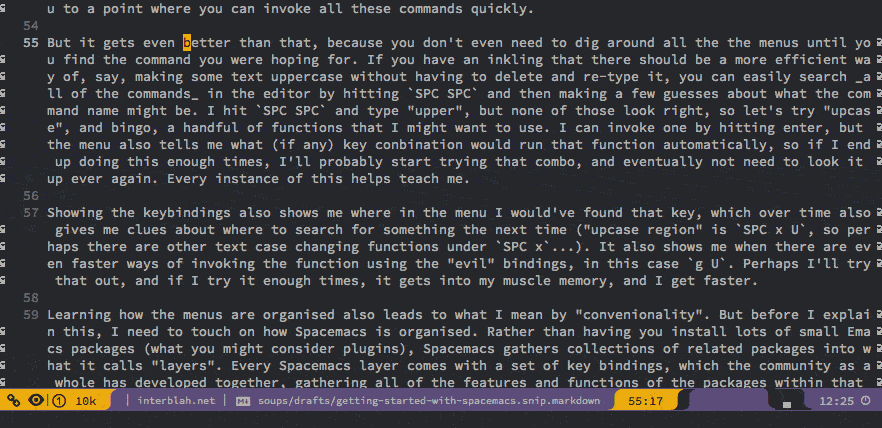 u to a point where you can invoke all these commands quickly.
54
55 But it gets even better than that, because you don't even need to dig around all the the menus until yo
u find the command you were hoping for. If you have an inkling that there should be a more efficient wa
y of, say, making some text uppercase without having to delete and re-type it, you can easily search _a
ll of the commands_ in the editor by hitting `SPC SPC` and then making a few guesses about what the com
mand name might be. I hit `SPC SPC` and type "upper", but none of those look right, so let's try "upcas
e", and bingo, a handful of functions that I might want to use. I can invoke one by hitting enter, but
the menu also tells me what (if any) key conbination would run that function automatically, so if I end
up doing this enough times, I'll probably start trying that combo, and eventually not need to look it
up ever again. Every instance of this helps teach me.
56
57 Showing the keybindings also shows me where in the menu I would've found that key, which over time also
gives me clues about where to search for something the next time ("upcase region" is `SPC x U`, so per
haps there are other text case changing functions under `SPC x`...). It also shows me when there are ev
en faster ways of invoking the function using the "evil" bindings, in this case `g U`. Perhaps I'll try
that out, and if I try it enough times, it gets into my muscle memory, and I get faster.
58
59 Learning how the menus are organised also leads to what I mean by "convenionality". But before I explai
n this, I need to touch on how Spacemacs is organised. Rather than having you install lots of small Ema
cs packages (what you might consider plugins), Spacemacs gathers collections of related packages into w
hat it calls "layers". Every Spacemacs layer comes with a set of key bindings, which the community as a
whole has developed together, gathering all of the features and functions of the packages within that
1 10k | interblah.net | soups/drafts/getting-started-with-spacemacs.snip.markdown 55:17 12:25